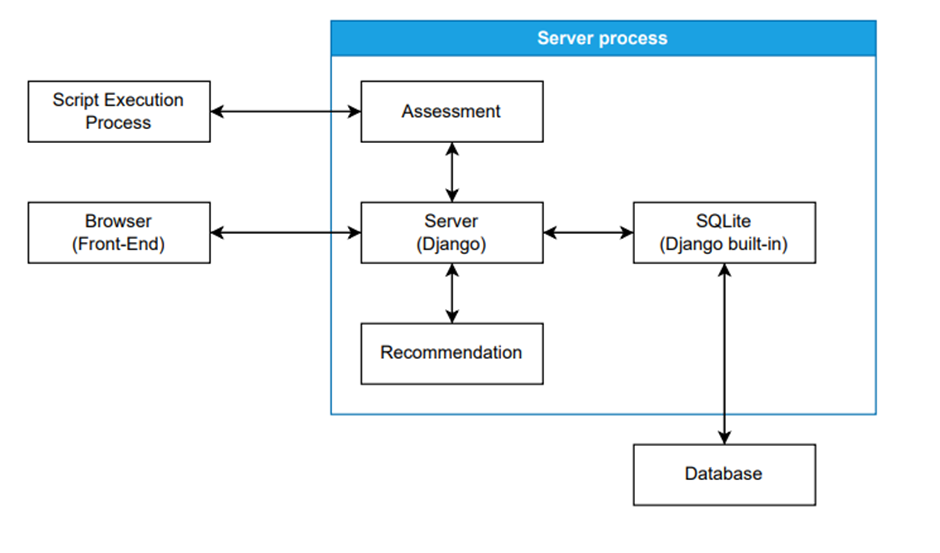 Server process
Script Execution
Process
Assessment
Browser
(Front-End)
Server
(Django)
SQLite
(Django built-in)
Recommendation
Database